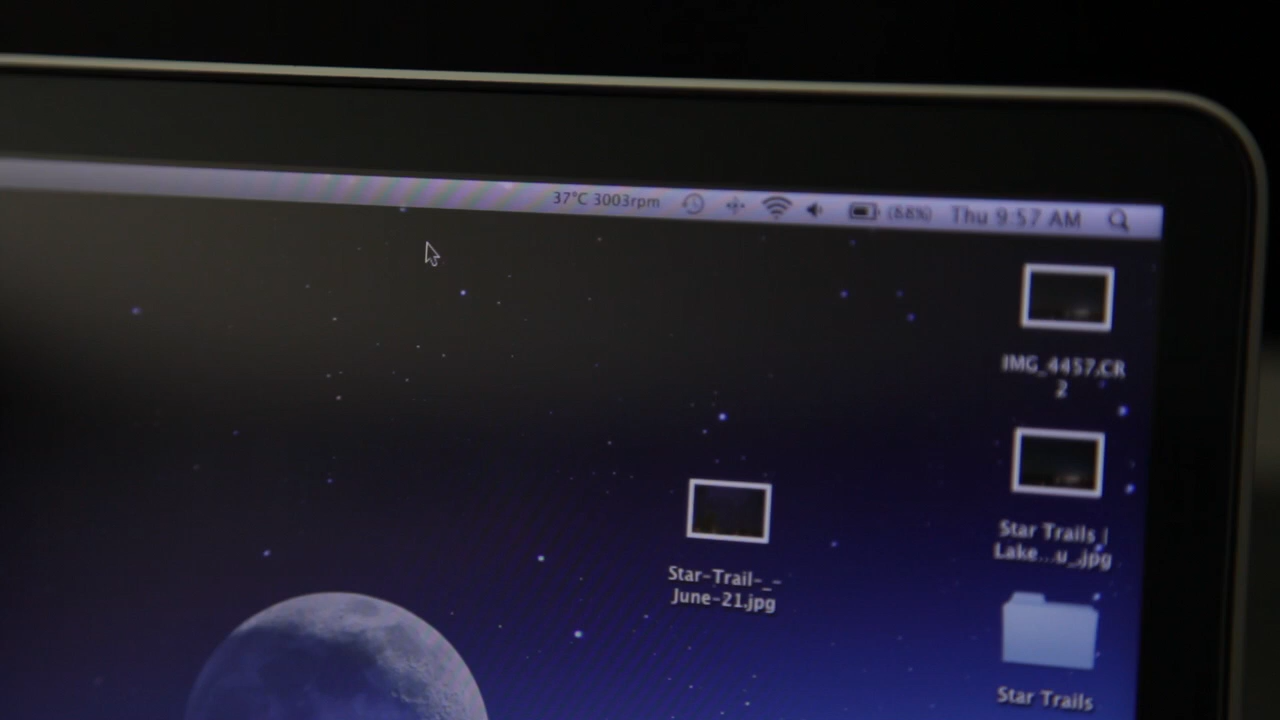 37°C 3003rpm (88%) Thu 9:57 AM
IMG_4457.CR
2
Star Trails |
Lake...u_.jpg
Star-Trail-_-
June-21.jpg
Star Trails